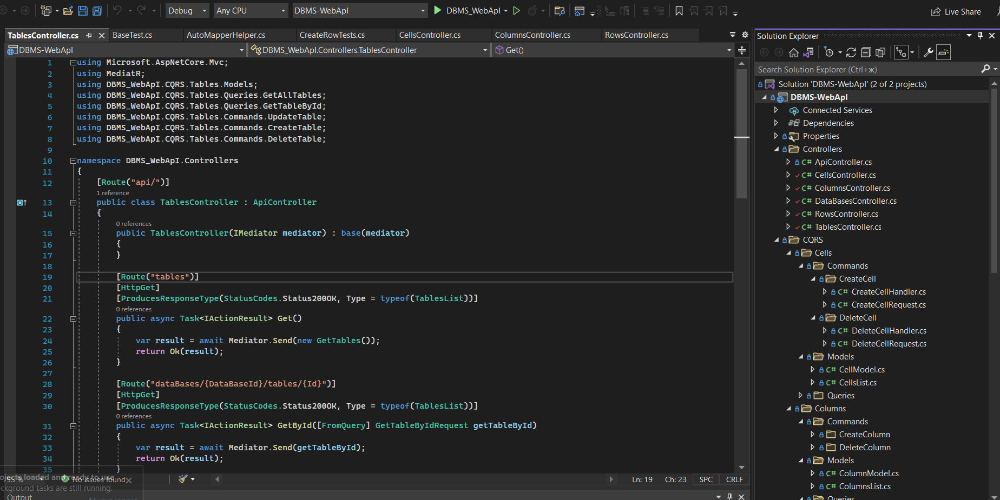 Debug
Any CPU
DBMS-WebApI
DBMS_WebApI
Live Share
TablesController.cs
BaseTest.cs
AutoMapperHelper.cs
CreateRowTests.cs
CellsController.cs
ColumnsController.cs
RowsController.cs
DBMS-WebApI
DBMS_WebApI.Controllers.TablesController
Get()
1 using Microsoft.AspNetCore.Mvc;
2 using MediatR;
3 using DBMS_WebApI.CQRS.Tables.Models;
4 using DBMS_WebApI.CQRS.Tables.Queries.GetAllTables;
5 using DBMS_WebApI.CQRS.Tables.Queries.GetTableById;
6 using DBMS_WebApI.CQRS.Tables.Commands.UpdateTable;
7 using DBMS_WebApI.CQRS.Tables.Commands.CreateTable;
8 using DBMS_WebApI.CQRS.Tables.Commands.DeleteTable;
9
10 namespace DBMS_WebApI.Controllers
11 {
12 [Route("api/")]
1 reference
13 public class TablesController : ApiController
14 {
0 references
15 public TablesController(IMediator mediator) : base(mediator)
16 {
17 }
18
19 [Route("tables")]
20 [HttpGet]
21 [ProducesResponseType(StatusCodes.Status200OK, Type = typeof(TablesList))]
0 references
22 public async Task<IActionResult> Get()
23 {
24 var result = await Mediator.Send(new GetTables());
25 return Ok(result);
26 }
27
28 [Route("dataBases/{DataBaseId}/tables/{Id}")]
29 [HttpGet]
30 [ProducesResponseType(StatusCodes.Status200OK, Type = typeof(TablesList))]
0 references
31 public async Task<IActionResult> GetById([FromQuery] GetTableByIdRequest getTableById)
32 {
33 var result = await Mediator.Send(getTableById);
34 return Ok(result);
35 }
95 %
No issues found
ojects loaded and ready to use
ckground tasks are still running.
Ln: 19
Ch: 23
SPC
CRLF
Output
Solution Explorer
Search Solution Explorer (Ctrl+ж)
Solution 'DBMS-WebApI' (2 of 2 projects)
DBMS-WebApI
Connected Services
Dependencies
Properties
Controllers
C# ApiController.cs
C# CellsController.cs
C# ColumnsController.cs
C# DataBasesController.cs
C# RowsController.cs
C# TablesController.cs
CQRS
Cells
Commands
CreateCell
C# CreateCellHandler.cs
C# CreateCellRequest.cs
DeleteCell
C# DeleteCellHandler.cs
C# DeleteCellRequest.cs
Models
C# CellModel.cs
C# CellsList.cs
Queries
Columns
Commands
CreateColumn
DeleteColumn
Models
C# ColumnModel.cs
C# ColumnsList.cs
Queries